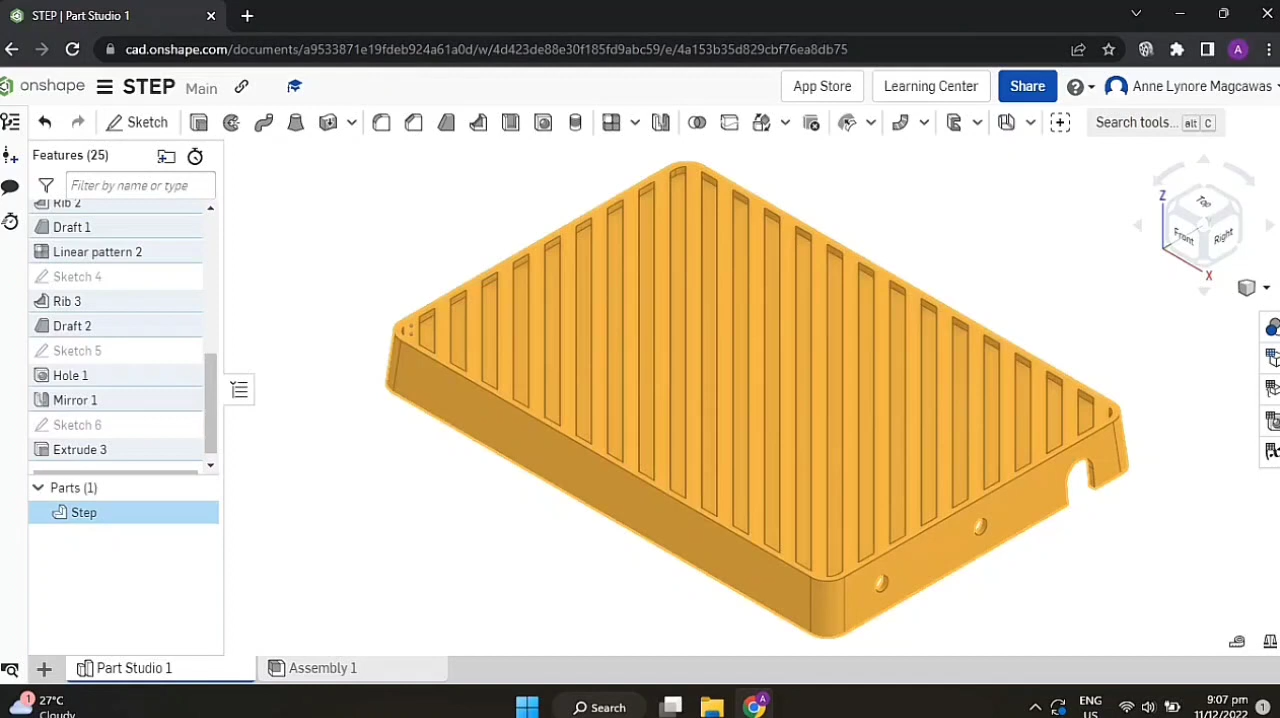 STEP | Part Studio 1
cad.onshape.com/documents/a9533871e19fdeb924a61a0d/w/4d423de88e30f185fd9abc59/e/4a153b35d829cbf76ea8db75
A
onshape
STEP Main
App Store
Learning Center
Share
Anne Lynore Magcawas
Sketch
Search tools... alt C
Features (25)
Filter by name or type
Rib 2
Draft 1
Linear pattern 2
Sketch 4
Rib 3
Draft 2
Sketch 5
Hole 1
Mirror 1
Sketch 6
Extrude 3
Parts (1)
Step
Z
Top
Front
Right
X
Part Studio 1
Assembly 1
1
27°C
Cloudy
Search
A
ENG
US
9:07 pm
11/12/2022
1